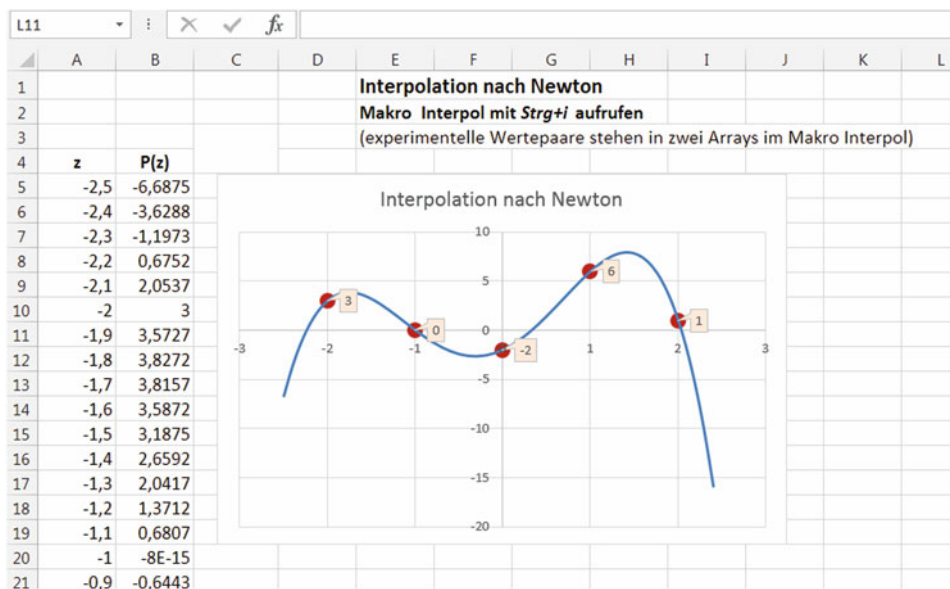 L11 fx
A B C D E F G H I J K L
1 Interpolation nach Newton
2 Makro Interpol mit Strg+i aufrufen
3 (experimentelle Wertepaare stehen in zwei Arrays im Makro Interpol)
4 z P(z)
5 -2,5 -6,6875
6 -2,4 -3,6288
7 -2,3 -1,1973
8 -2,2 0,6752
9 -2,1 2,0537
10 -2 3
11 -1,9 3,5727
12 -1,8 3,8272
13 -1,7 3,8157
14 -1,6 3,5872
15 -1,5 3,1875
16 -1,4 2,6592
17 -1,3 2,0417
18 -1,2 1,3712
19 -1,1 0,6807
20 -1 -8E-15
21 -0,9 -0,6443
Interpolation nach Newton
10
6
5
3
1
0 0
-3 -2 -1 1 2 3
-2
-5
-10
-15
-20